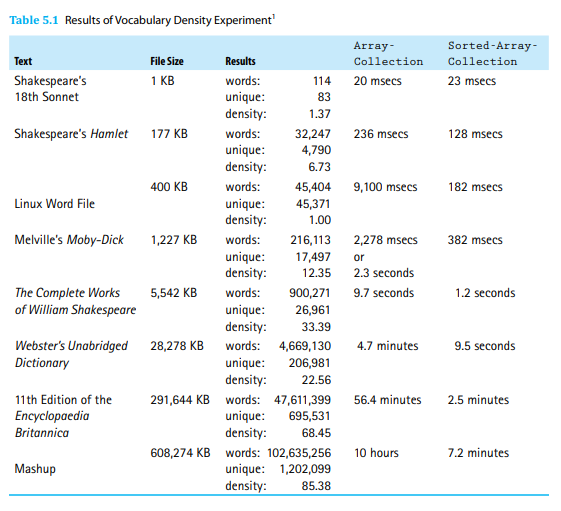 Table 5.1 Results of Vocabulary Density Experiment¹
Array- Sorted-Array-
Text File Size Results Collection Collection
Shakespeare's 1 KB words: 114 20 msecs 23 msecs
18th Sonnet unique: 83
density: 1.37
Shakespeare's Hamlet 177 KB words: 32,247 236 msecs 128 msecs
unique: 4,790
density: 6.73
400 KB words: 45,404 9,100 msecs 182 msecs
Linux Word File unique: 45,371
density: 1.00
Melville's Moby-Dick 1,227 KB words: 216,113 2,278 msecs 382 msecs
unique: 17,497 or
density: 12.35 2.3 seconds
The Complete Works 5,542 KB words: 900,271 9.7 seconds 1.2 seconds
of William Shakespeare unique: 26,961
density: 33.39
Webster's Unabridged 28,278 KB words: 4,669,130 4.7 minutes 9.5 seconds
Dictionary unique: 206,981
density: 22.56
11th Edition of the 291,644 KB words: 47,611,399 56.4 minutes 2.5 minutes
Encyclopaedia unique: 695,531
Britannica density: 68.45
608,274 KB words: 102,635,256 10 hours 7.2 minutes
Mashup unique: 1,202,099
density: 85.38